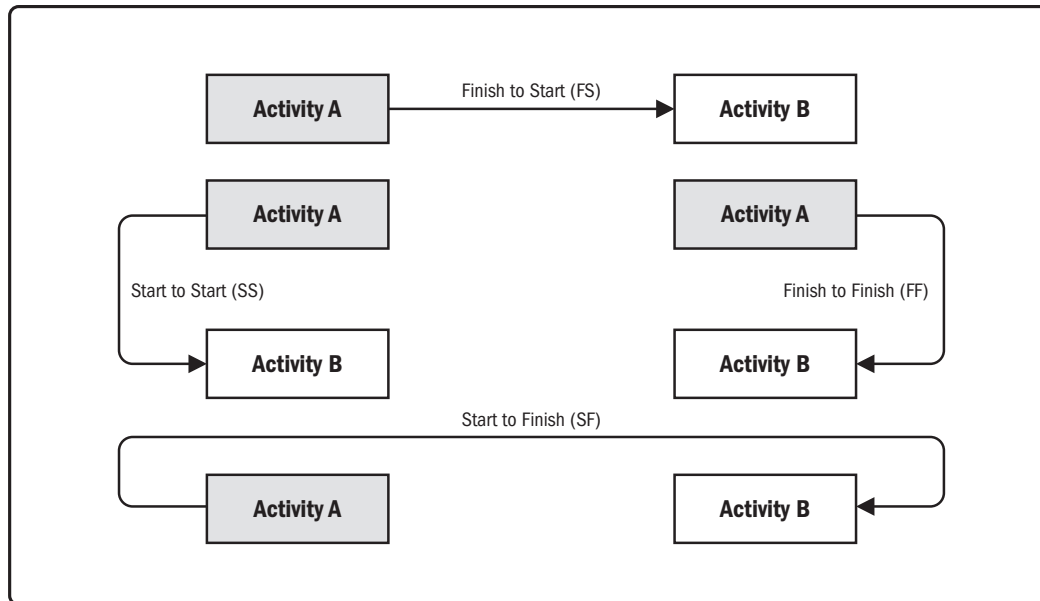 Finish to Start (FS)
Activity A
Activity B
Activity A
Activity A
Start to Start (SS)
Finish to Finish (FF)
Activity B
Activity B
Start to Finish (SF)
Activity A
Activity B